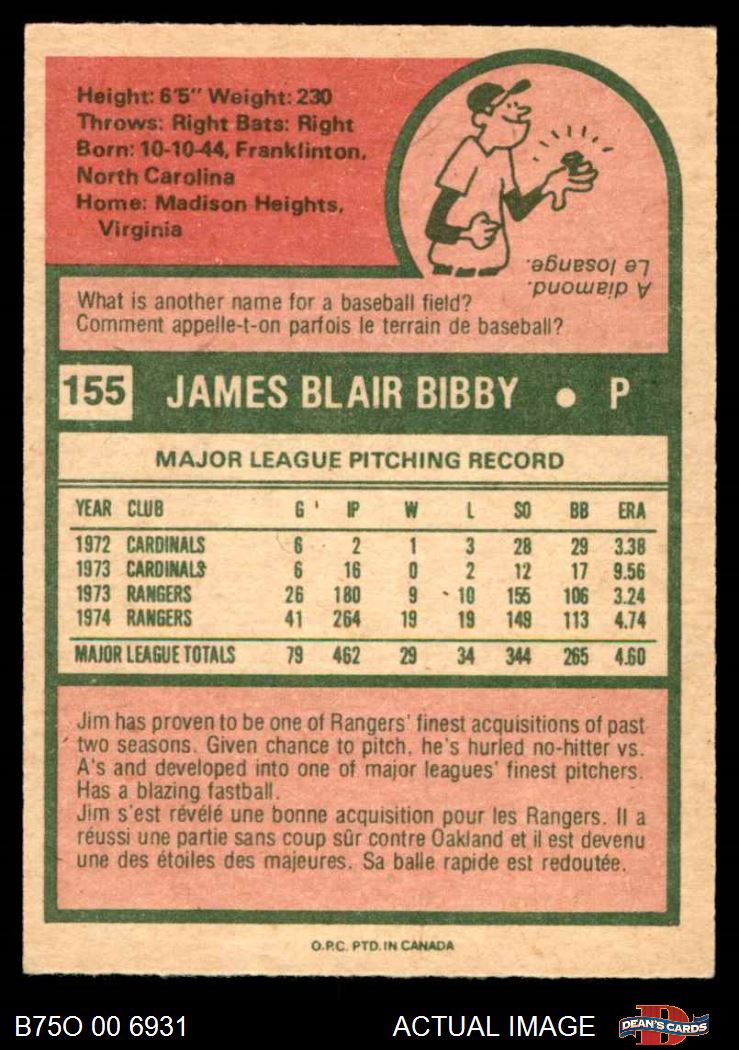 Height: 6'5" Weight: 230
Throws: Right Bats: Right
Born: 10-10-44, Franklinton,
North Carolina
Home: Madison Heights,
Virginia
A diamond.
Le losange.
What is another name for a baseball field?
Comment appelle-t-on parfois le terrain de baseball?
155 JAMES BLAIR BIBBY • P
MAJOR LEAGUE PITCHING RECORD
YEAR CLUB G IP W L SO BB ERA
1972 CARDINALS 6 2 1 3 28 29 3.38
1973 CARDINALS 6 16 0 2 12 17 9.56
1973 RANGERS 26 180 9 10 155 106 3.24
1974 RANGERS 41 264 19 19 149 113 4.74
MAJOR LEAGUE TOTALS 79 462 29 34 344 265 4.60
Jim has proven to be one of Rangers' finest acquisitions of past
two seasons. Given chance to pitch, he's hurled no-hitter vs.
A's and developed into one of major leagues' finest pitchers.
Has a blazing fastball.
Jim s'est révélé une bonne acquisition pour les Rangers. Il a
réussi une partie sans coup sûr contre Oakland et il est devenu
une des étoiles des majeures. Sa balle rapide est redoutée.
O.P.C. PTD. IN CANADA
B75O 00 6931 ACTUAL IMAGE D DEAN'S CARDS